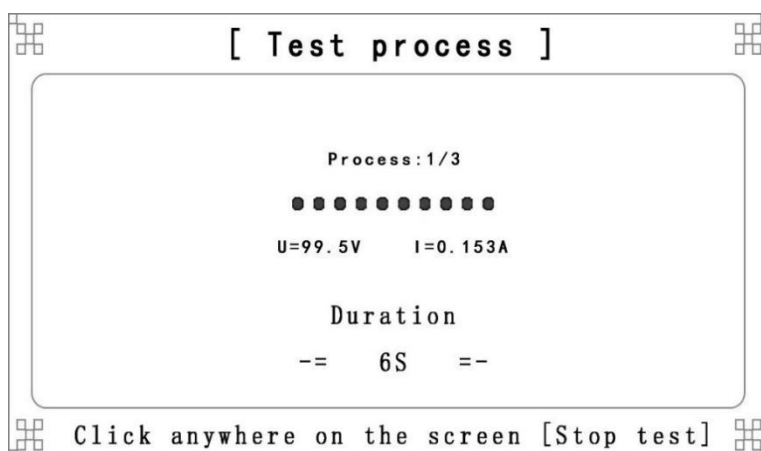 [ Test process ]
Process:1/3
U=99.5V I=0.153A
Duration
-= 6S =-
Click anywhere on the screen [Stop test]